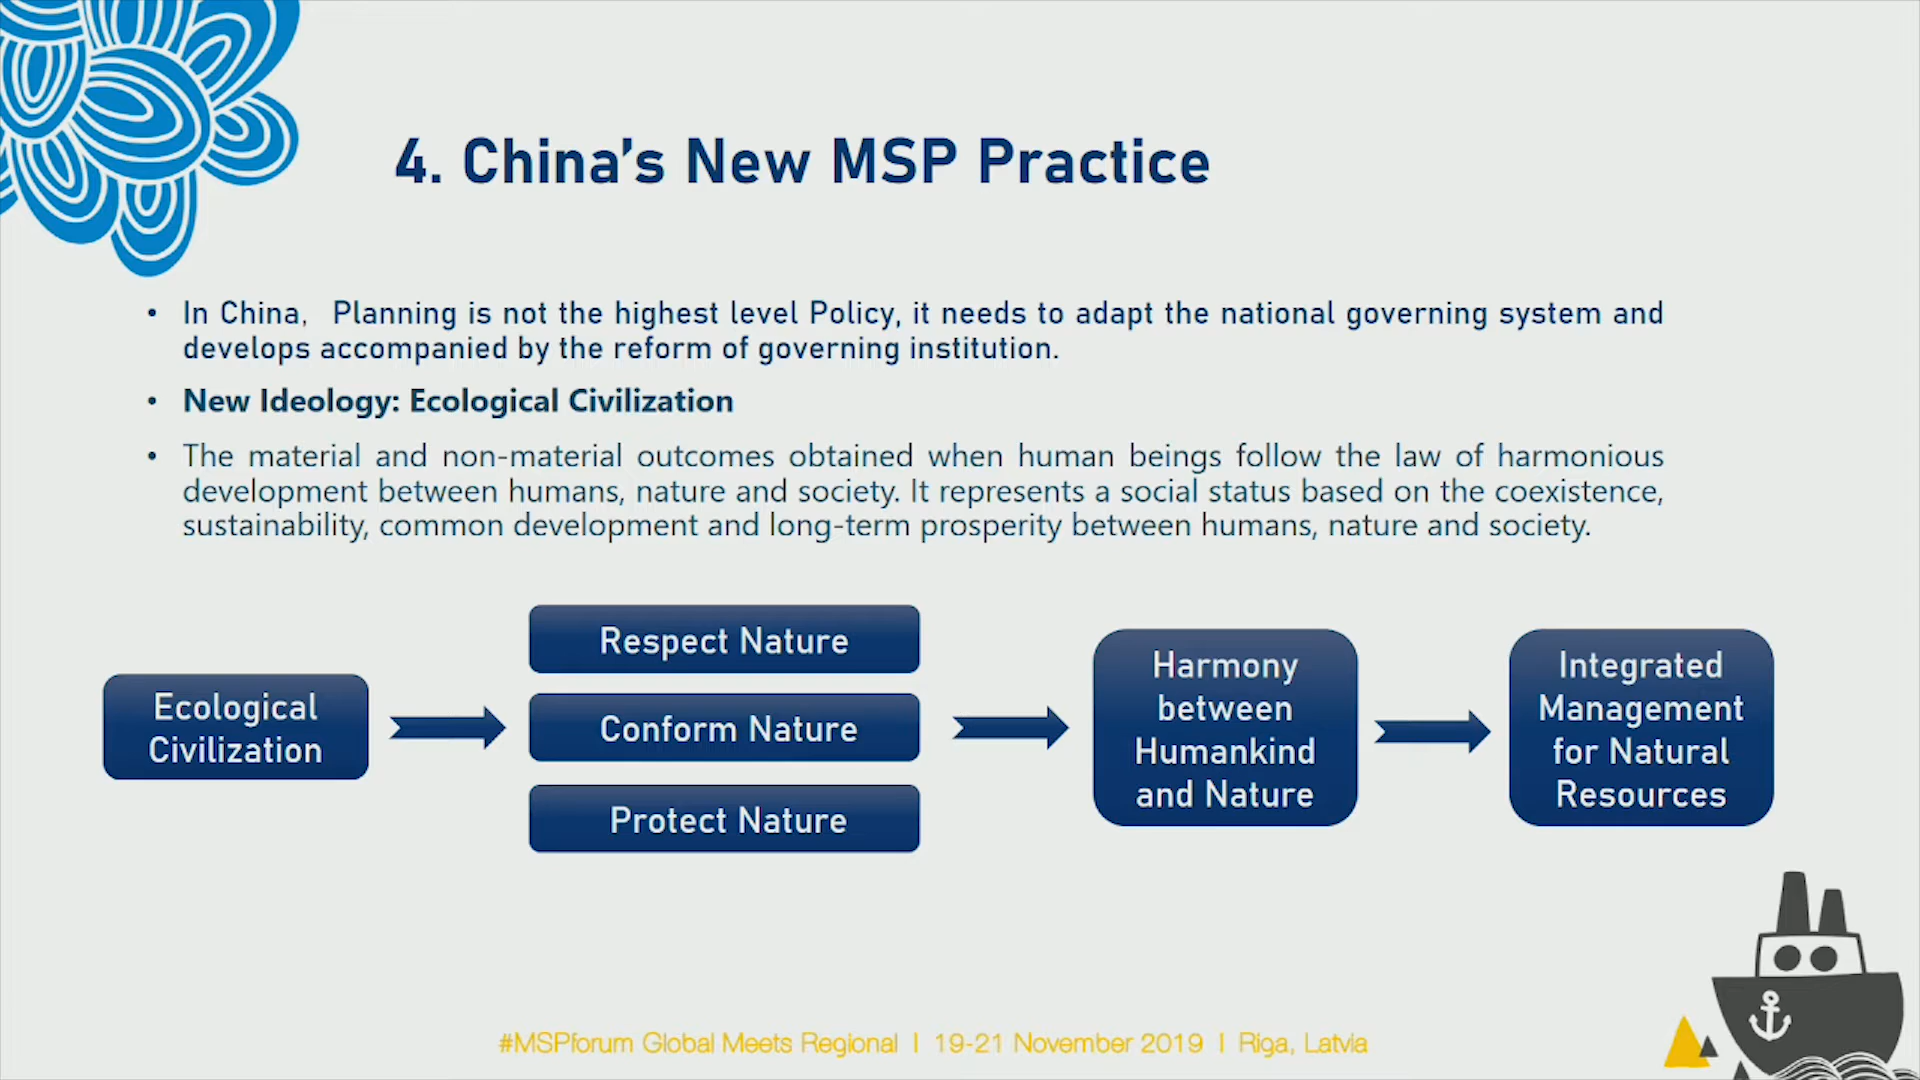 4. China's New MSP Practice
• In China, Planning is not the highest level Policy, it needs to adapt the national governing system and
develops accompanied by the reform of governing institution.
• New Ideology: Ecological Civilization
• The material and non-material outcomes obtained when human beings follow the law of harmonious
development between humans, nature and society. It represents a social status based on the coexistence,
sustainability, common development and long-term prosperity between humans, nature and society.
Ecological
Civilization
Respect Nature
Conform Nature
Protect Nature
Harmony
between
Humankind
and Nature
Integrated
Management
for Natural
Resources
#MSPforum Global Meets Regional | 19-21 November 2019 | Riga, Latvia